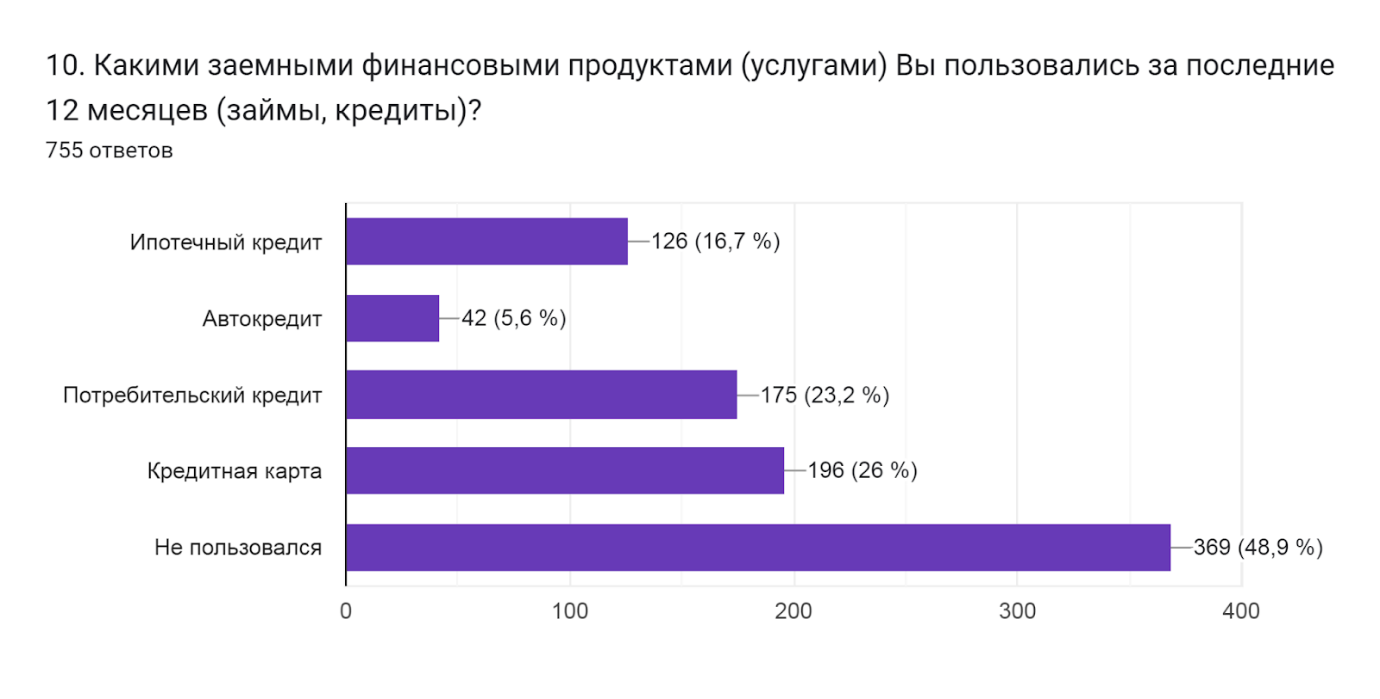 10. Какими заемными финансовыми продуктами (услугами) Вы пользовались за последние
12 месяцев (займы, кредиты)?
755 ответов
Ипотечный кредит
126 (16,7 %)
Автокредит
42 (5,6 %)
Потребительский кредит
175 (23,2 %)
Кредитная карта
196 (26 %)
Не пользовался
369 (48,9 %)
0 100 200 300 400